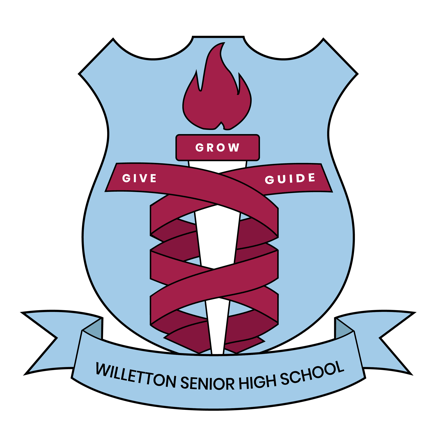 GROW
GIVE
GUIDE
WILLETTON SENIOR HIGH SCHOOL